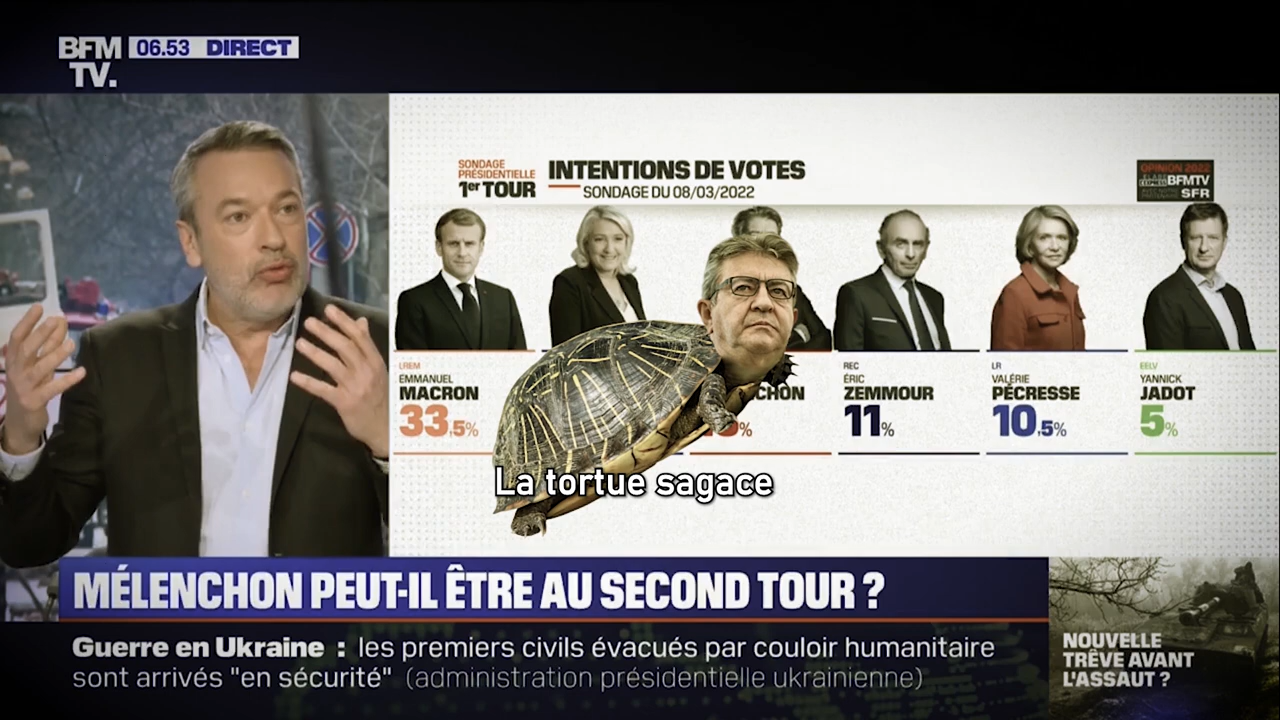 BFM
TV.
06.53 DIRECT
SONDAGE
PRÉSIDENTIELLE
1er TOUR
INTENTIONS DE VOTES
SONDAGE DU 08/03/2022
OPINION 2022
L'EXPRESS BFMTV
SFR
LREM
EMMANUEL
MACRON
33,5%
CHON
%
REC
ÉRIC
ZEMMOUR
11%
LR
VALÉRIE
PÉCRESSE
10,5%
EELV
YANNICK
JADOT
5%
La tortue sagace
MÉLENCHON PEUT-IL ÊTRE AU SECOND TOUR ?
Guerre en Ukraine : les premiers civils évacués par couloir humanitaire
sont arrivés "en sécurité" (administration présidentielle ukrainienne)
NOUVELLE
TRÊVE AVANT
L'ASSAUT ?